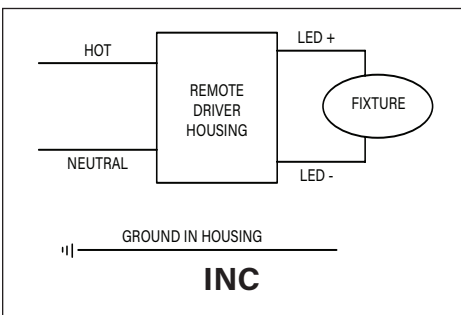 HOT
LED +
REMOTE
DRIVER
HOUSING
FIXTURE
NEUTRAL
LED -
GROUND IN HOUSING
INC